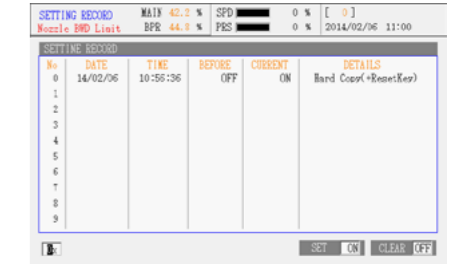 SETTING RECORD MAIN 42.2 % SPD 0 % [ 0 ]
Nozzle BWD Limit BPR 44.8 % PRS 0 % 2014/02/06 11:00
SETTINE RECORD
No DATE TIME BEFORE CURRENT DETAILS
0 14/02/06 10:56:36 OFF ON Hard Copy(+ResetKey)
1
2
3
4
5
6
7
8
9
SET ON CLEAR OFF